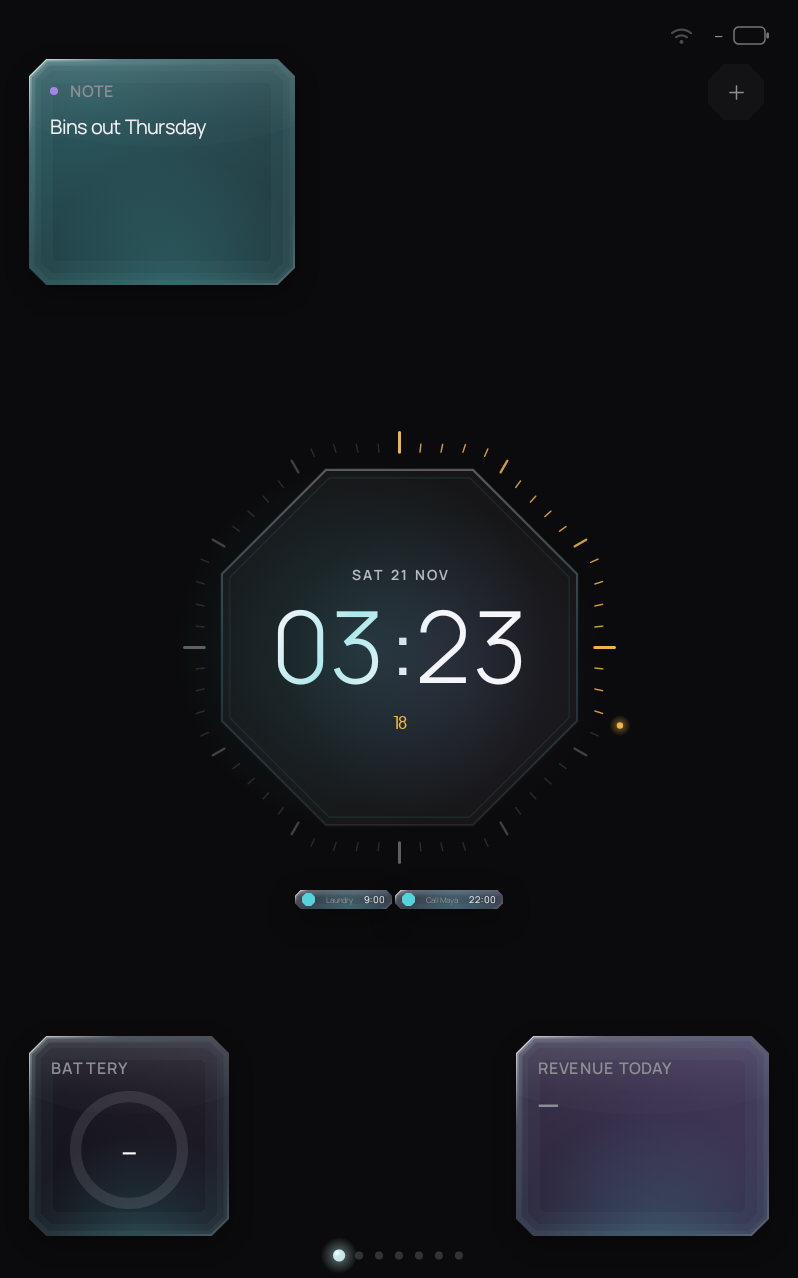 –
NOTE
Bins out Thursday
+
SAT 21 NOV
03:23
18
Laundry 9:00
Call Maya 22:00
BATTERY
–
REVENUE TODAY
—